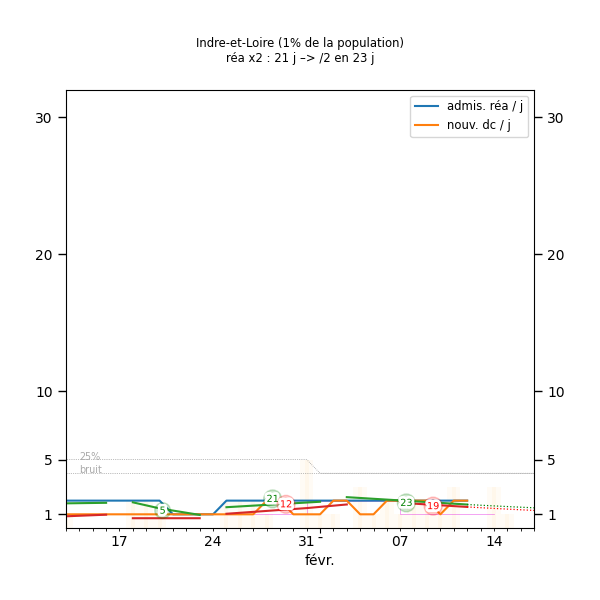 Indre-et-Loire (1% de la population)
réa x2 : 21 j –> /2 en 23 j
admis. réa / j
nouv. dc / j
30 30
20 20
10 10
25%
5 5
bruit
21 12 5 23 19
1 1
17 24 31 07 14
févr.